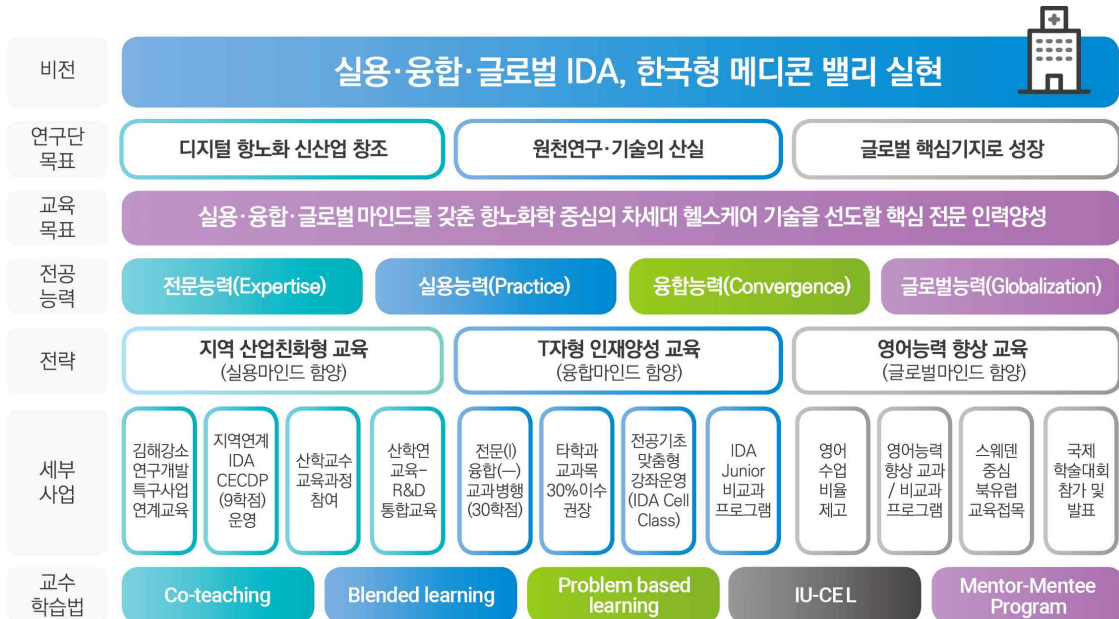 비전
실용·융합·글로벌 IDA, 한국형 메디콘 밸리 실현
연구단
목표
디지털 항노화 신산업 창조
원천연구·기술의 산실
글로벌 핵심기지로 성장
교육
목표
실용·융합·글로벌 마인드를 갖춘 항노화학 중심의 차세대 헬스케어 기술을 선도할 핵심 전문 인력양성
전공
능력
전문능력(Expertise)
실용능력(Practice)
융합능력(Convergence)
글로벌능력(Globalization)
전략
지역 산업친화형 교육
(실용마인드 함양)
T자형 인재양성 교육
(융합마인드 함양)
영어능력 향상 교육
(글로벌마인드 함양)
세부
사업
김해강소
연구개발
특구사업
연계교육
지역연계
IDA
CECDP
(9학점)
운영
산학교수
교육과정
참여
산학연
교육-
R&D
통합교육
전문(I)
융합(—)
교과병행
(30학점)
타학과
교과목
30%이수
권장
전공기초
맞춤형
강좌운영
(IDA Cell
Class)
IDA
Junior
비교과
프로그램
영어
수업
비율
제고
영어능력
향상 교과
/ 비교과
프로그램
스웨덴
중심
북유럽
교육접목
국제
학술대회
참가 및
발표
교수
학습법
Co-teaching
Blended learning
Problem based
learning
IU-CEL
Mentor-Mentee
Program